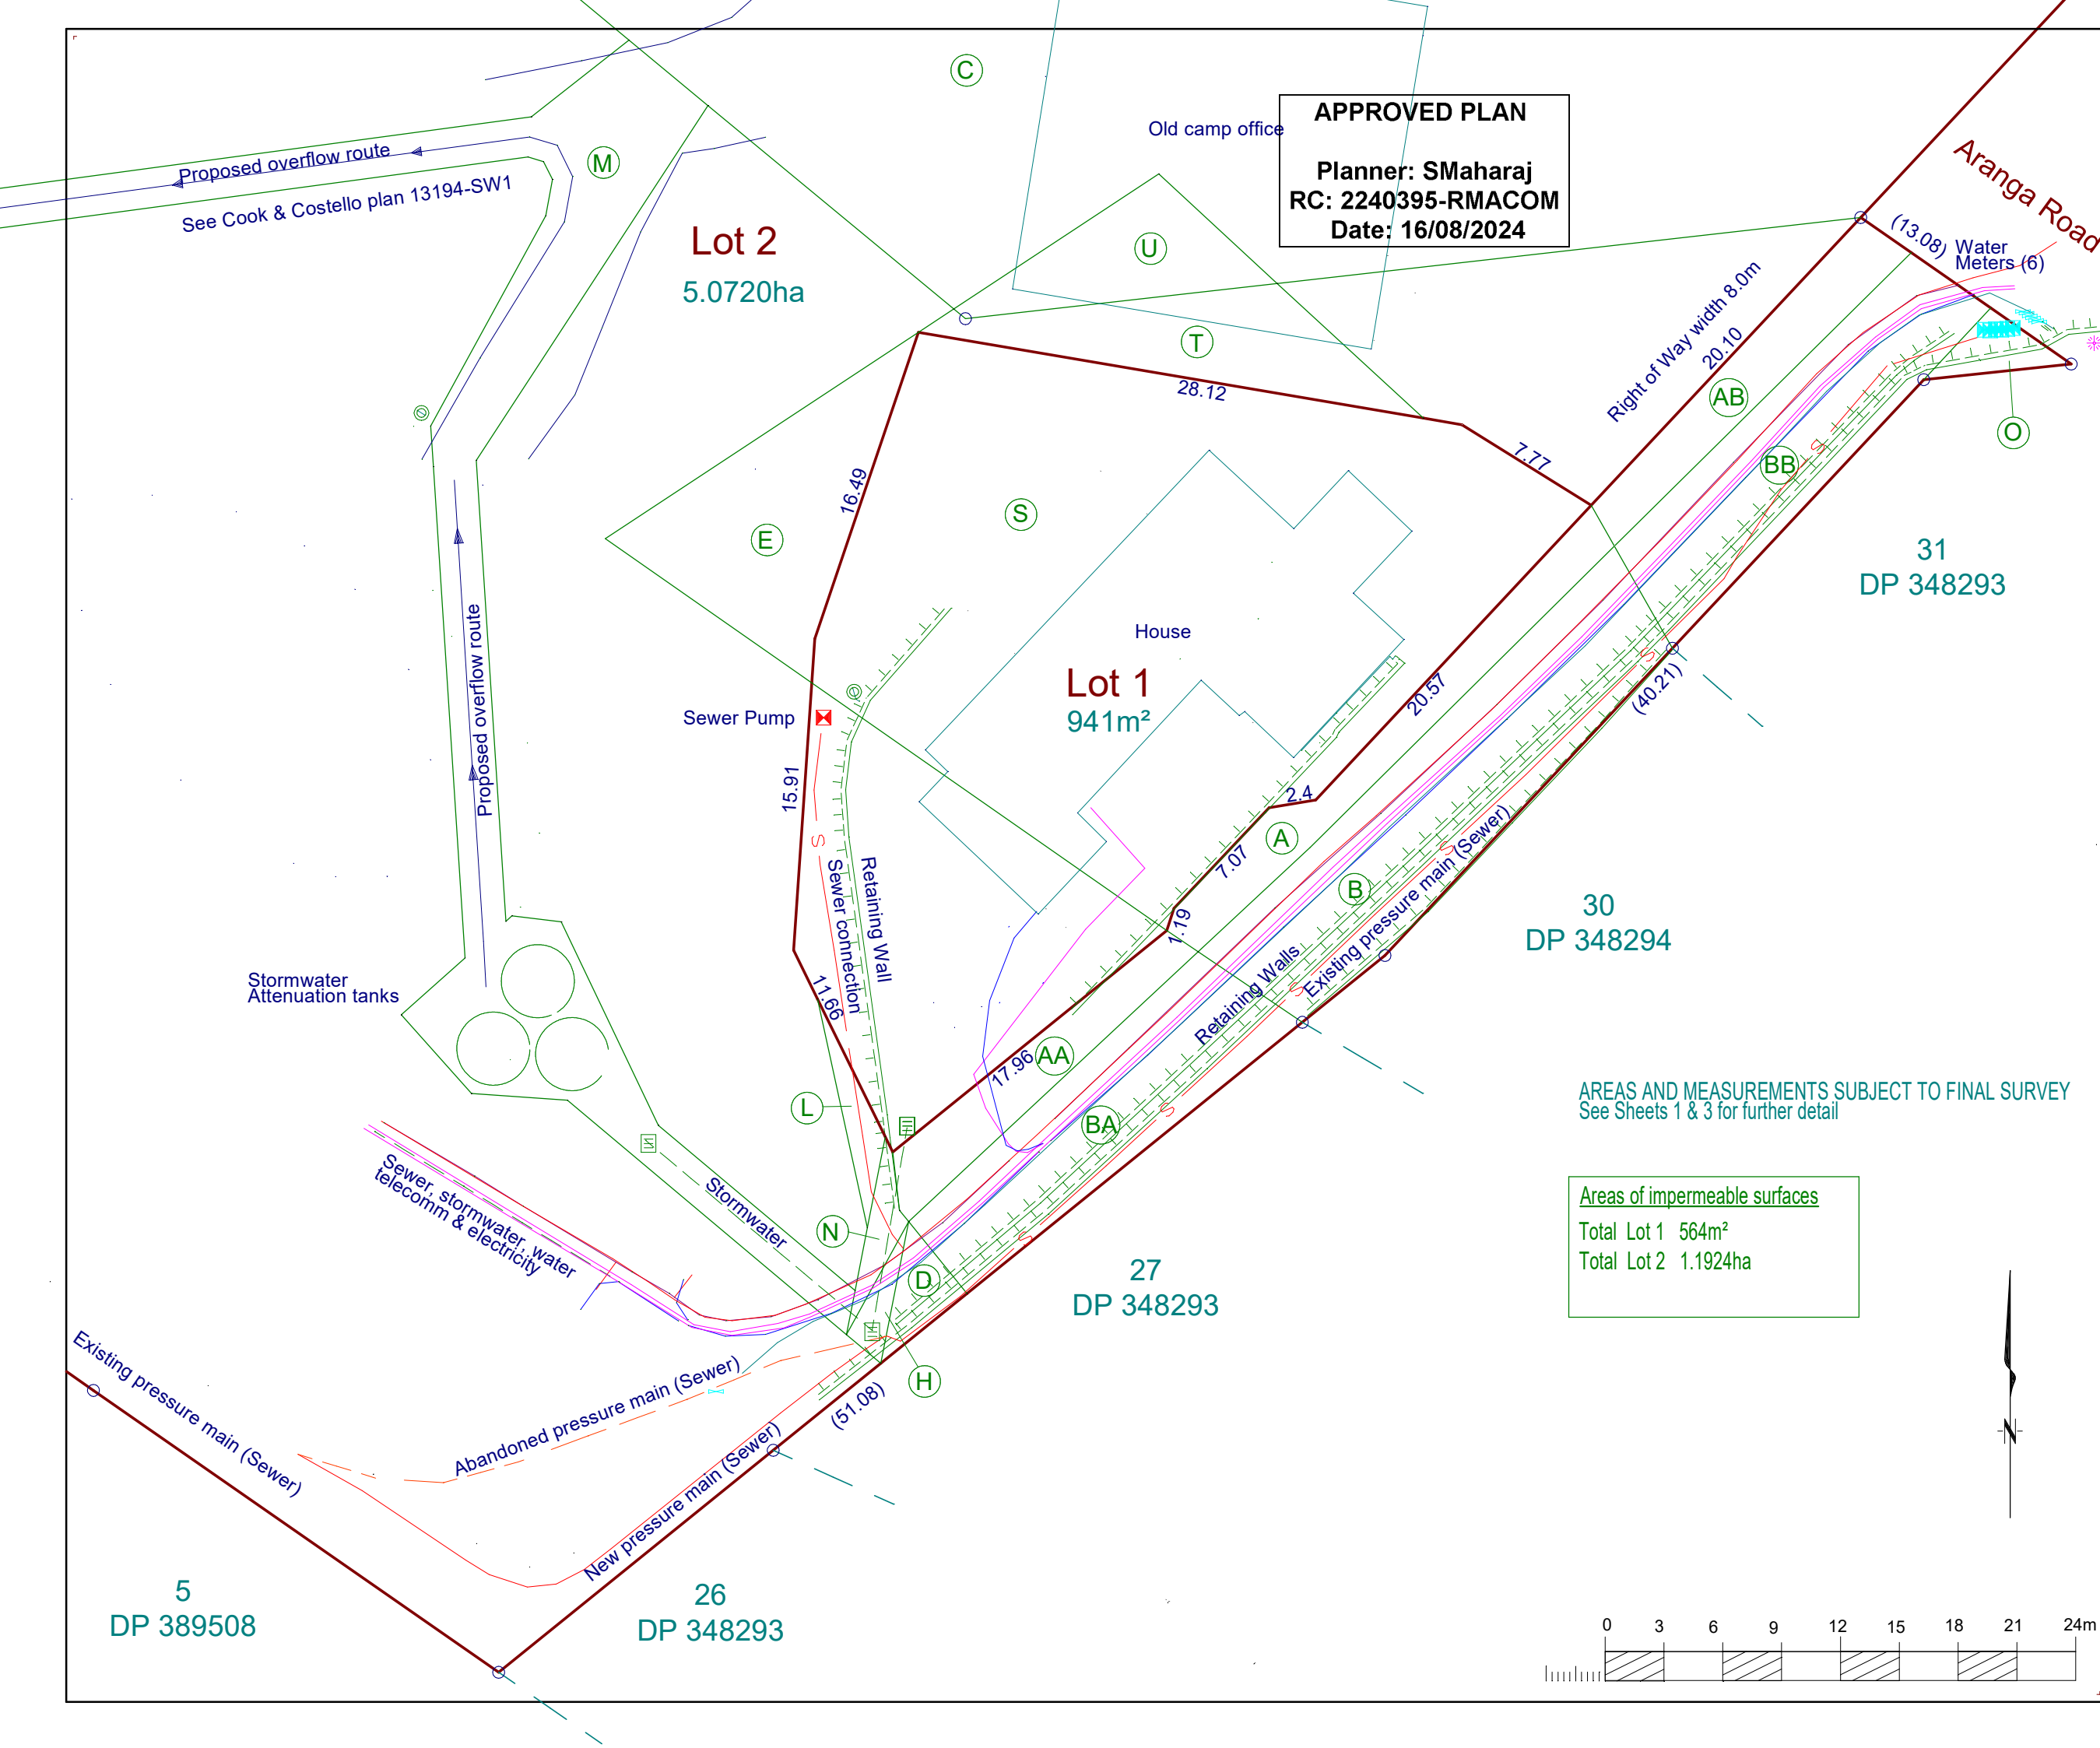 C
Old camp office
APPROVED PLAN
Planner: SMaharaj
RC: 2240395-RMACOM
Date: 16/08/2024
Aranga Road
Proposed overflow route
See Cook & Costello plan 13194-SW1
M
Lot 2
5.0720ha
U
(13.08)
Water
Meters (6)
T
28.12
Right of Way width 8.0m
20.10
AB
O
7.77
BB
16.49
S
E
31
DP 348293
House
Lot 1
941m²
Sewer Pump
Proposed overflow route
20.57
(40.21)
15.91
2.4
A
7.07
S
Sewer connection
Retaining Wall
B
1.19
30
DP 348294
Existing pressure main (Sewer)
Retaining Walls
S
S
S
S
Stormwater
Attenuation tanks
11.66
17.96
AA
L
BA
S
AREAS AND MEASUREMENTS SUBJECT TO FINAL SURVEY
See Sheets 1 & 3 for further detail
Sewer, stormwater, water
telecomm & electricity
Stormwater
N
S
D
27
DP 348293
Areas of impermeable surfaces
Total Lot 1 564m²
Total Lot 2 1.1924ha
H
(51.08)
Existing pressure main (Sewer)
Abandoned pressure main (Sewer)
New pressure main (Sewer)
N
5
DP 389508
26
DP 348293
0 3 6 9 12 15 18 21 24m